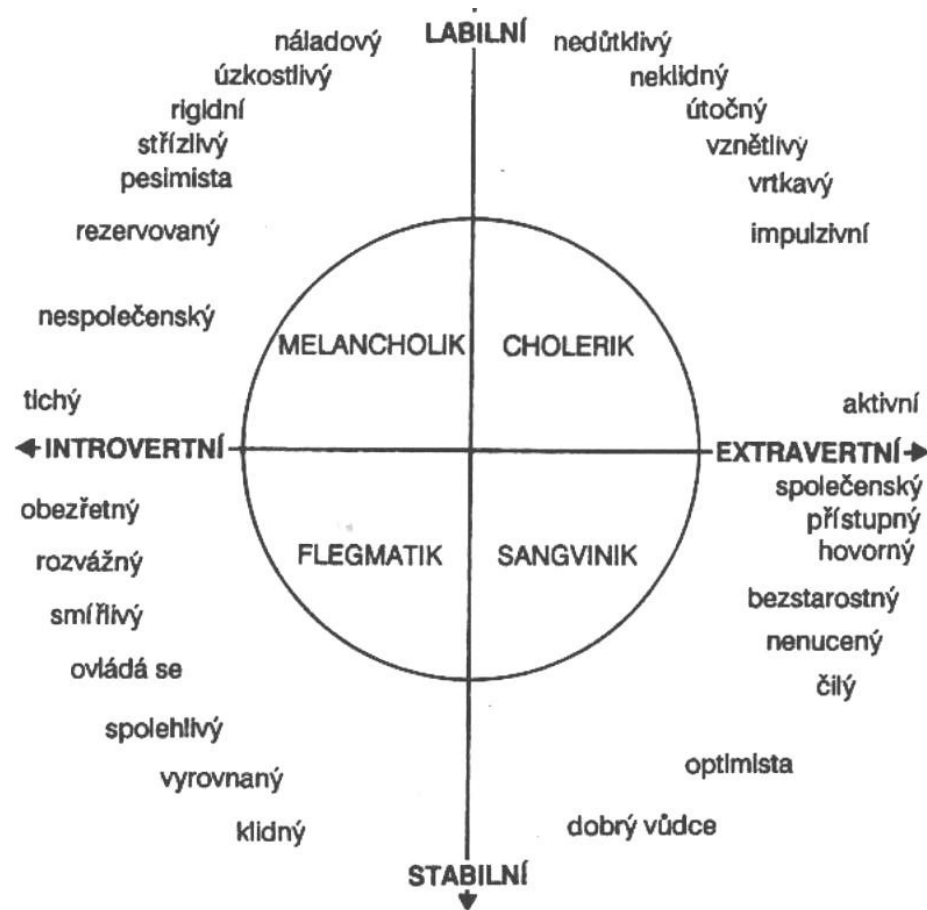 LABILNÍ
náladový
nedůtklivý
úzkostlivý
neklidný
rigidní
útočný
střízlivý
vznětlivý
pesimista
vrtkavý
rezervovaný
impulzivní
nespolečenský
MELANCHOLIK
CHOLERIK
tichý
aktivní
INTROVERTNÍ
EXTRAVERTNÍ
společenský
obezřetný
přístupný
hovorný
FLEGMATIK
SANGVINIK
rozvážný
bezstarostný
smířlivý
nenucený
ovládá se
čilý
spolehlivý
optimista
vyrovnaný
klidný
dobrý vůdce
STABILNÍ